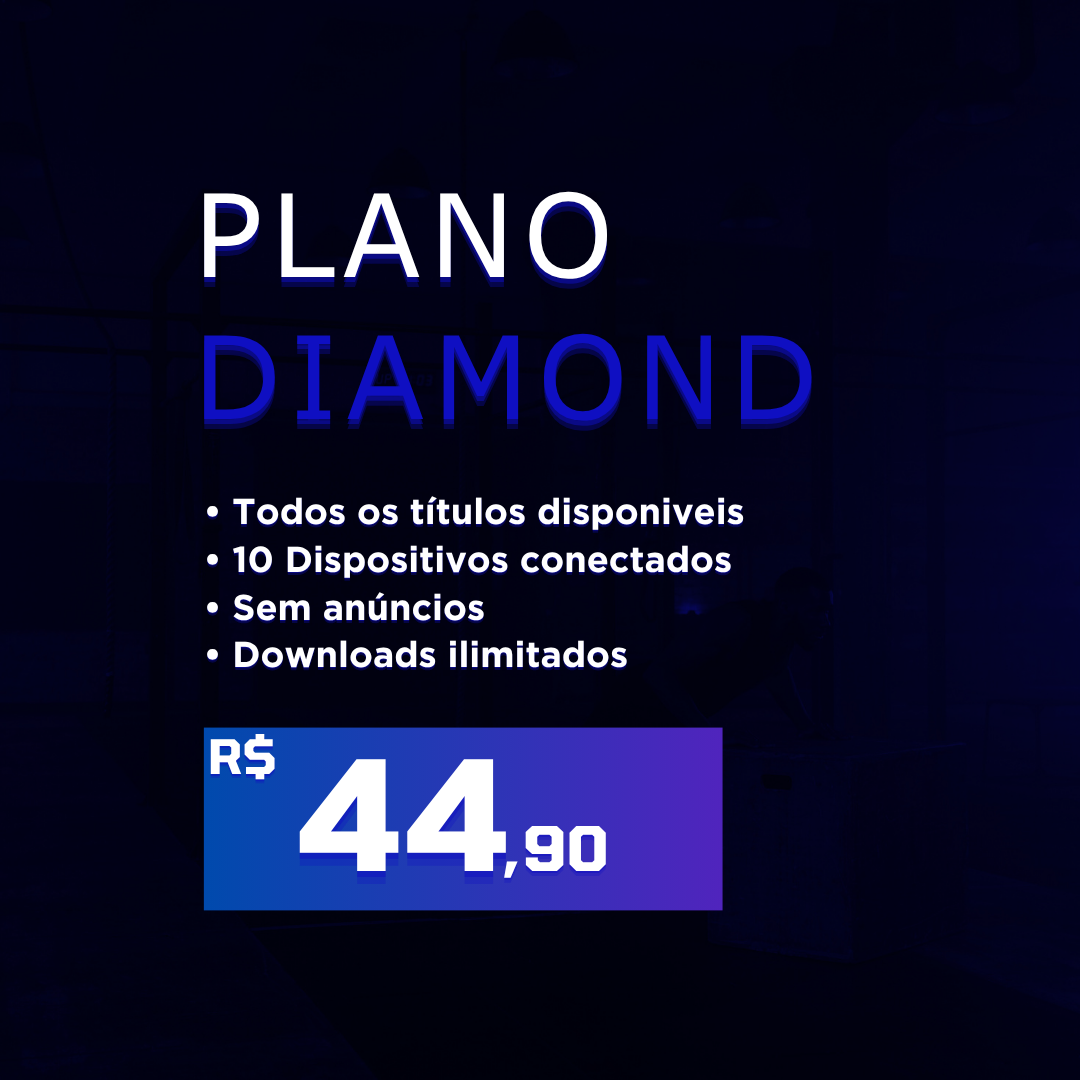 PLANO
DIAMOND
• Todos os títulos disponiveis
• 10 Dispositivos conectados
• Sem anúncios
• Downloads ilimitados
R$ 44,90